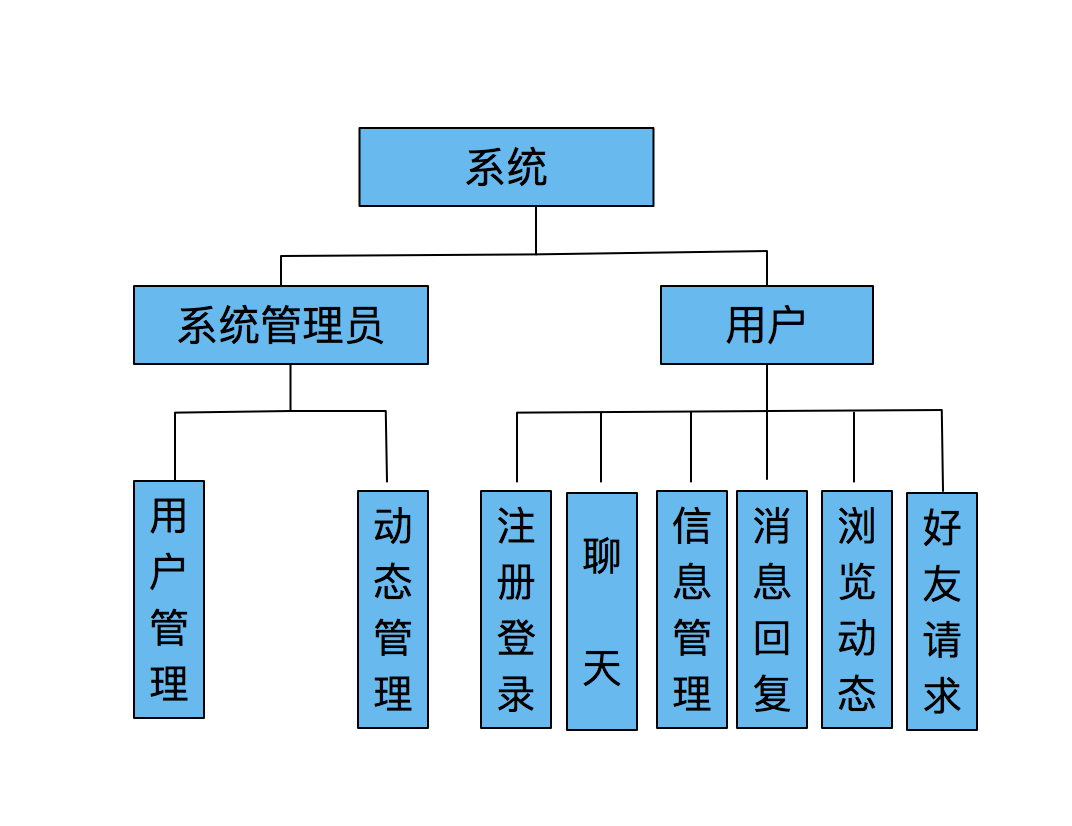 系统
系统管理员
用户
用户管理
动态管理
注册登录
聊天
信息管理
消息回复
浏览动态
好友请求